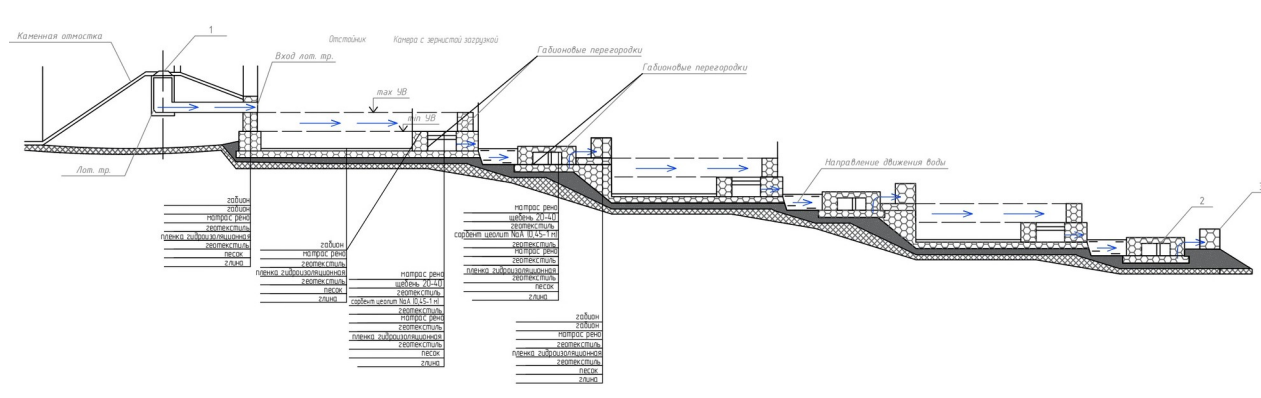 Каменная отмостка
1
Отстойник
Камера с зернистой загрузкой
Вход лот. тр.
Габионовые перегородки
Габионовые перегородки
max УВ
min УВ
Лот. тр.
Направление движения воды
2
3
габион
габион
матрас рено
геотекстиль
пленка гидроизоляционная
геотекстиль
песок
глина
габион
матрас рено
геотекстиль
пленка гидроизоляционная
геотекстиль
песок
глина
матрас рено
щебень 20-40
геотекстиль
сорбент цеолит NaA (0,45-1 м)
геотекстиль
матрас рено
геотекстиль
пленка гидроизоляционная
геотекстиль
песок
глина
матрас рено
щебень 20-40
геотекстиль
сорбент цеолит NaA (0,45-1 м)
геотекстиль
матрас рено
геотекстиль
пленка гидроизоляционная
геотекстиль
песок
глина
габион
габион
матрас рено
геотекстиль
пленка гидроизоляционная
геотекстиль
песок
глина